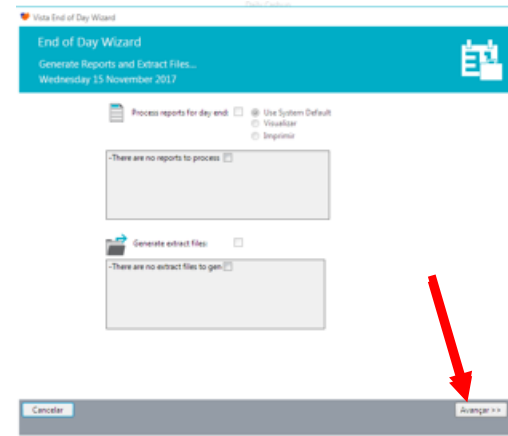 Vista End of Day Wizard
End of Day Wizard
Generate Reports and Extract Files...
Wednesday 15 November 2017
Process reports for day end:
Use System Default
Visualizar
Imprimir
-There are no reports to process
Generate extract files:
-There are no extract files to gen
Cancelar
Avançar >>